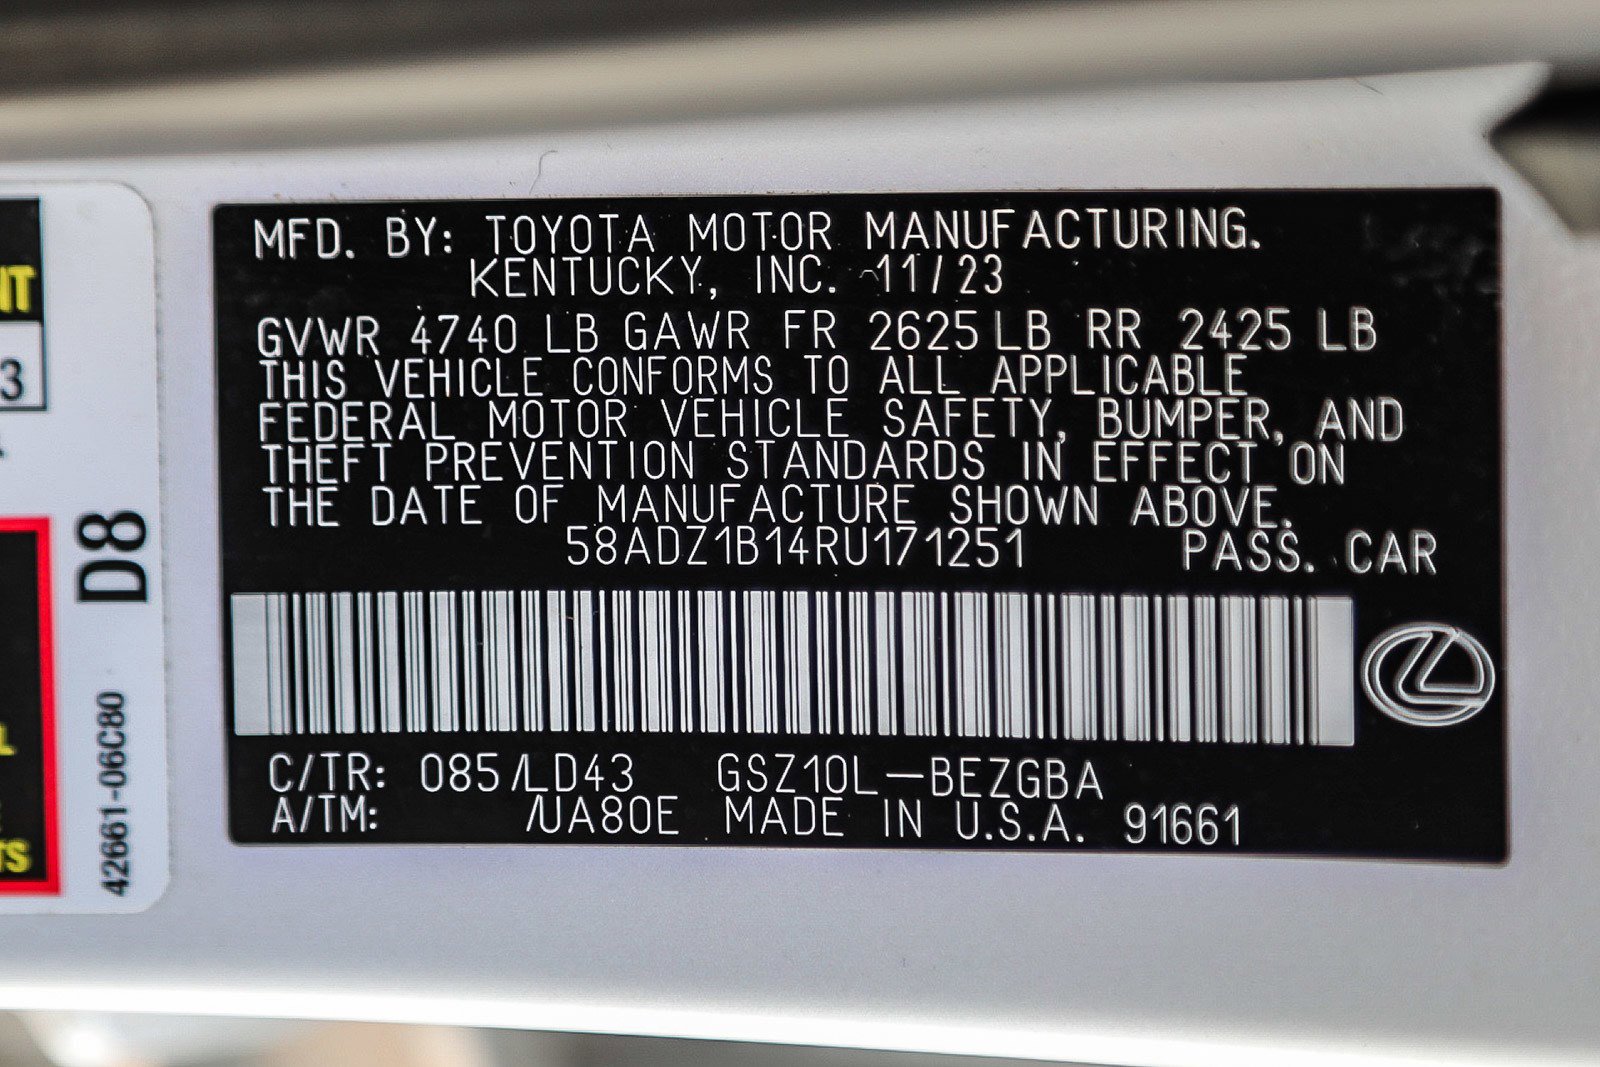 MFD. BY: TOYOTA MOTOR MANUFACTURING.
KENTUCKY, INC. 11/23
GVWR 4740 LB GAWR FR 2625 LB RR 2425 LB
THIS VEHICLE CONFORMS TO ALL APPLICABLE
FEDERAL MOTOR VEHICLE SAFETY, BUMPER, AND
THEFT PREVENTION STANDARDS IN EFFECT ON
THE DATE OF MANUFACTURE SHOWN ABOVE.
58ADZ1B14RU171251 PASS. CAR
C/TR: 085/LD43 GSZ10L-BEZGBA
A/TM: /UA80E MADE IN U.S.A. 91661
D8
42661-06C80
NT
3
L
TS